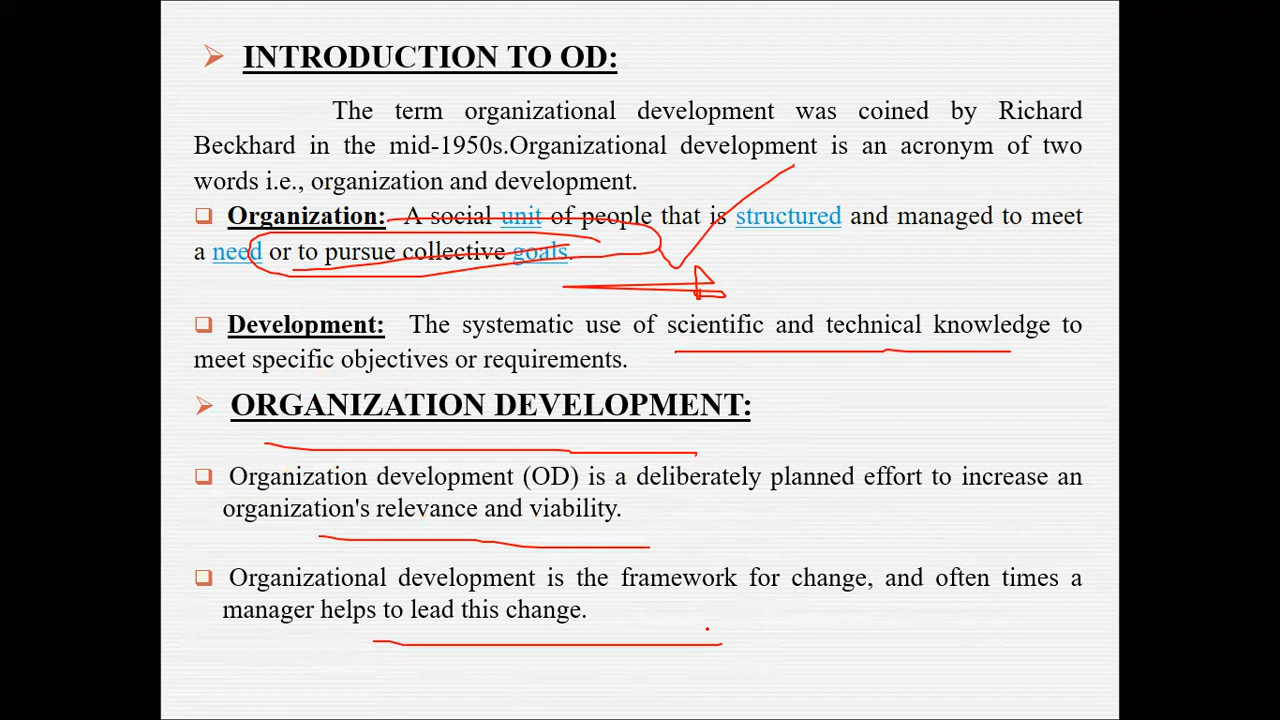 INTRODUCTION TO OD:
The term organizational development was coined by Richard
Beckhard in the mid-1950s.Organizational development is an acronym of two
words i.e., organization and development.
Organization: A social unit of people that is structured and managed to meet
a need or to pursue collective goals.
Development: The systematic use of scientific and technical knowledge to
meet specific objectives or requirements.
ORGANIZATION DEVELOPMENT:
Organization development (OD) is a deliberately planned effort to increase an
organization's relevance and viability.
Organizational development is the framework for change, and often times a
manager helps to lead this change.